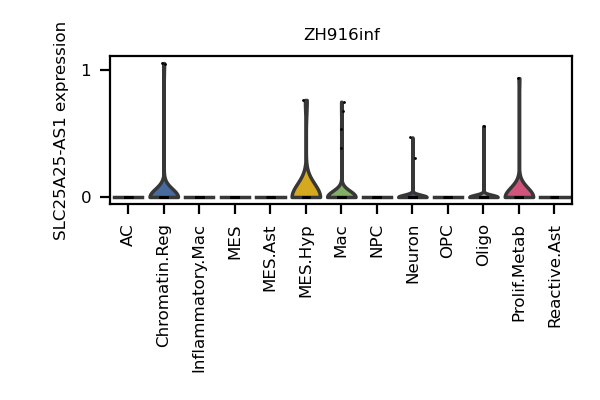 ZH916inf
SLC25A25-AS1 expression
1
0
AC
Chromatin.Reg
Inflammatory.Mac
MES
MES.Ast
MES.Hyp
Mac
NPC
Neuron
OPC
Oligo
Prolif.Metab
Reactive.Ast